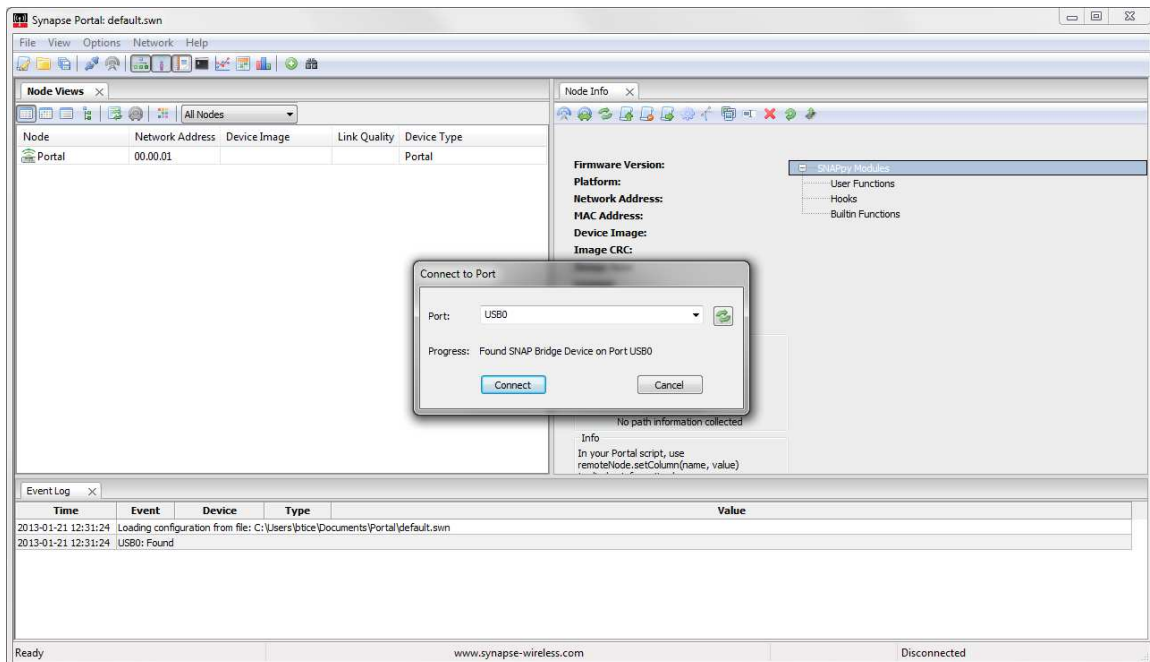 Synapse Portal: default.swn
File View Options Network Help
Node Views
All Nodes
Node Network Address Device Image Link Quality Device Type
Portal 00.00.01 Portal
Node Info
Firmware Version:
Platform:
Network Address:
MAC Address:
Device Image:
Image CRC:
SNAPpy Modules
User Functions
Hooks
Builtin Functions
Connect to Port
Port: USB0
Progress: Found SNAP Bridge Device on Port USB0
Connect Cancel
No path information collected
Info
In your Portal script, use
remoteNode.setColumn(name, value)
Event Log
Time Event Device Type Value
2013-01-21 12:31:24 Loading configuration from file: C:\Users\btice\Documents\Portal\default.swn
2013-01-21 12:31:24 USB0: Found
Ready www.synapse-wireless.com Disconnected